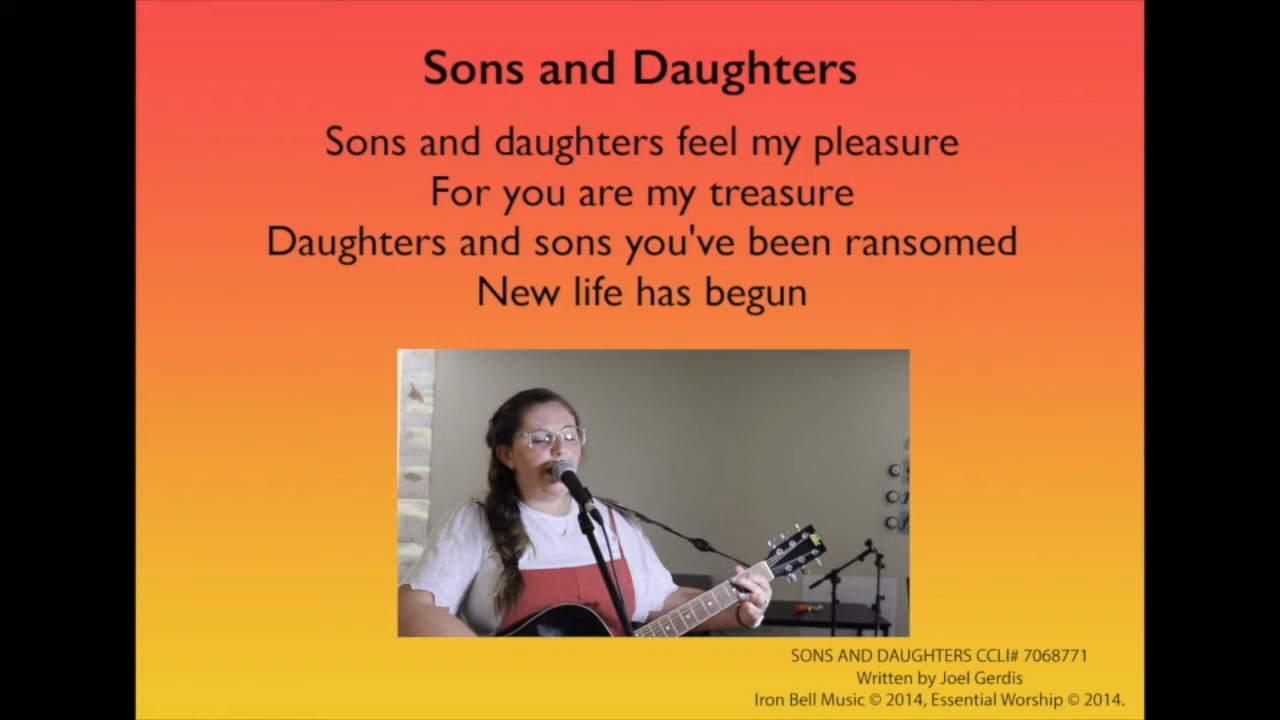 Sons and Daughters
Sons and daughters feel my pleasure
For you are my treasure
Daughters and sons you've been ransomed
New life has begun
SONS AND DAUGHTERS CCLI# 7068771
Written by Joel Gerdis
Iron Bell Music © 2014, Essential Worship © 2014.